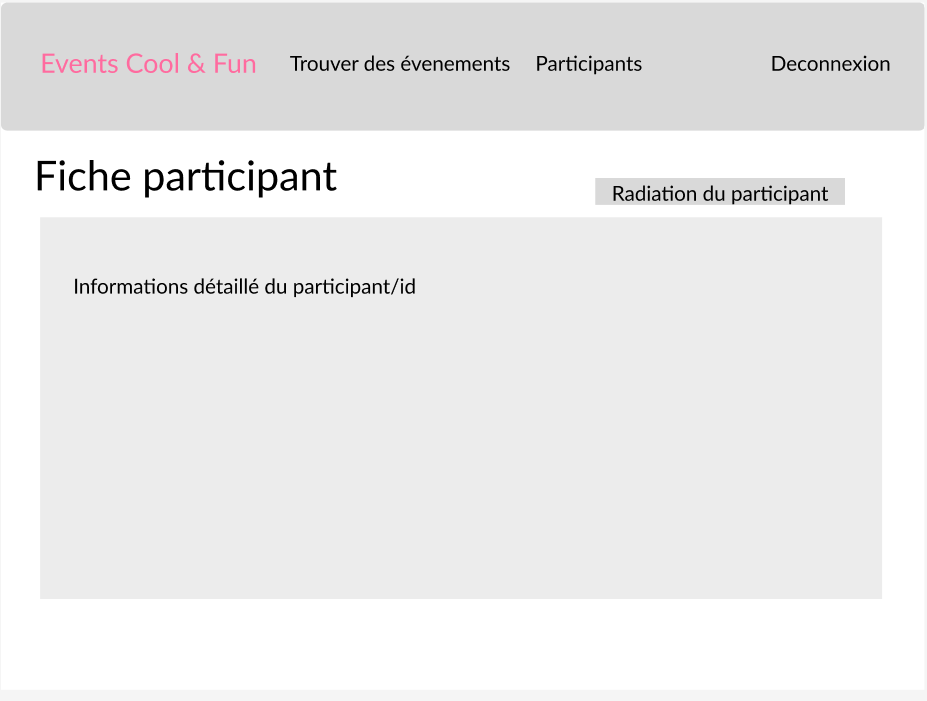 Events Cool & Fun Trouver des évenements Participants Deconnexion
Fiche participant
Radiation du participant
Informations détaillé du participant/id